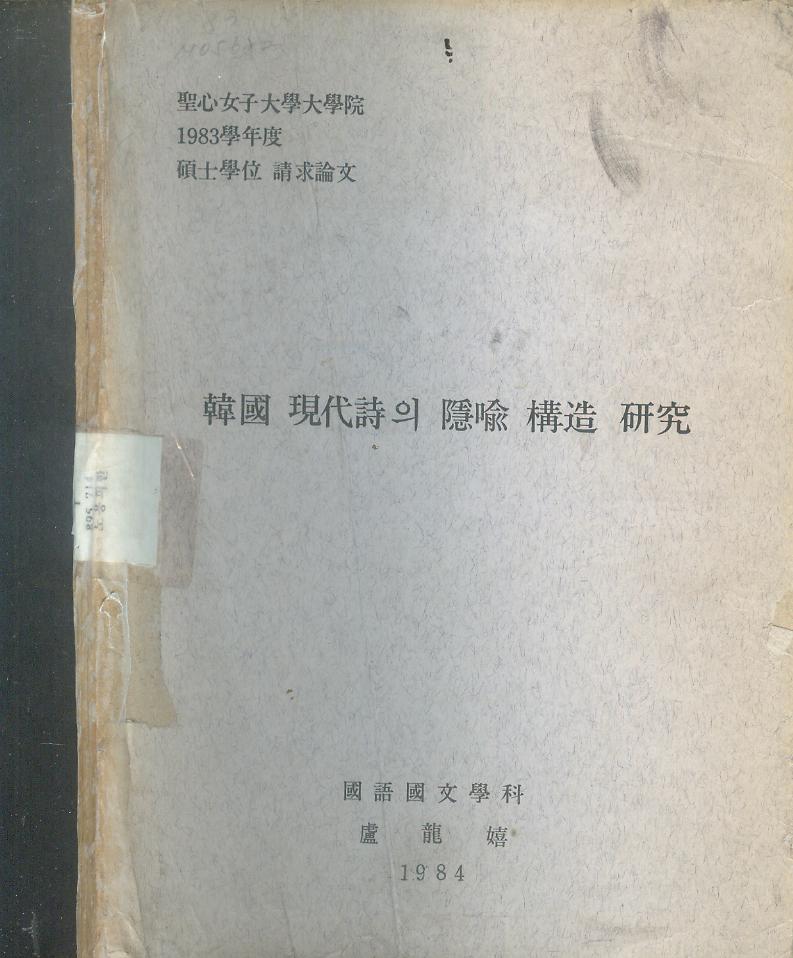 聖心女子大學大學院
1983學年度
碩士學位 請求論文
韓國 現代詩의 隱喩 構造 硏究
國語國文學科
盧龍嬉
1984